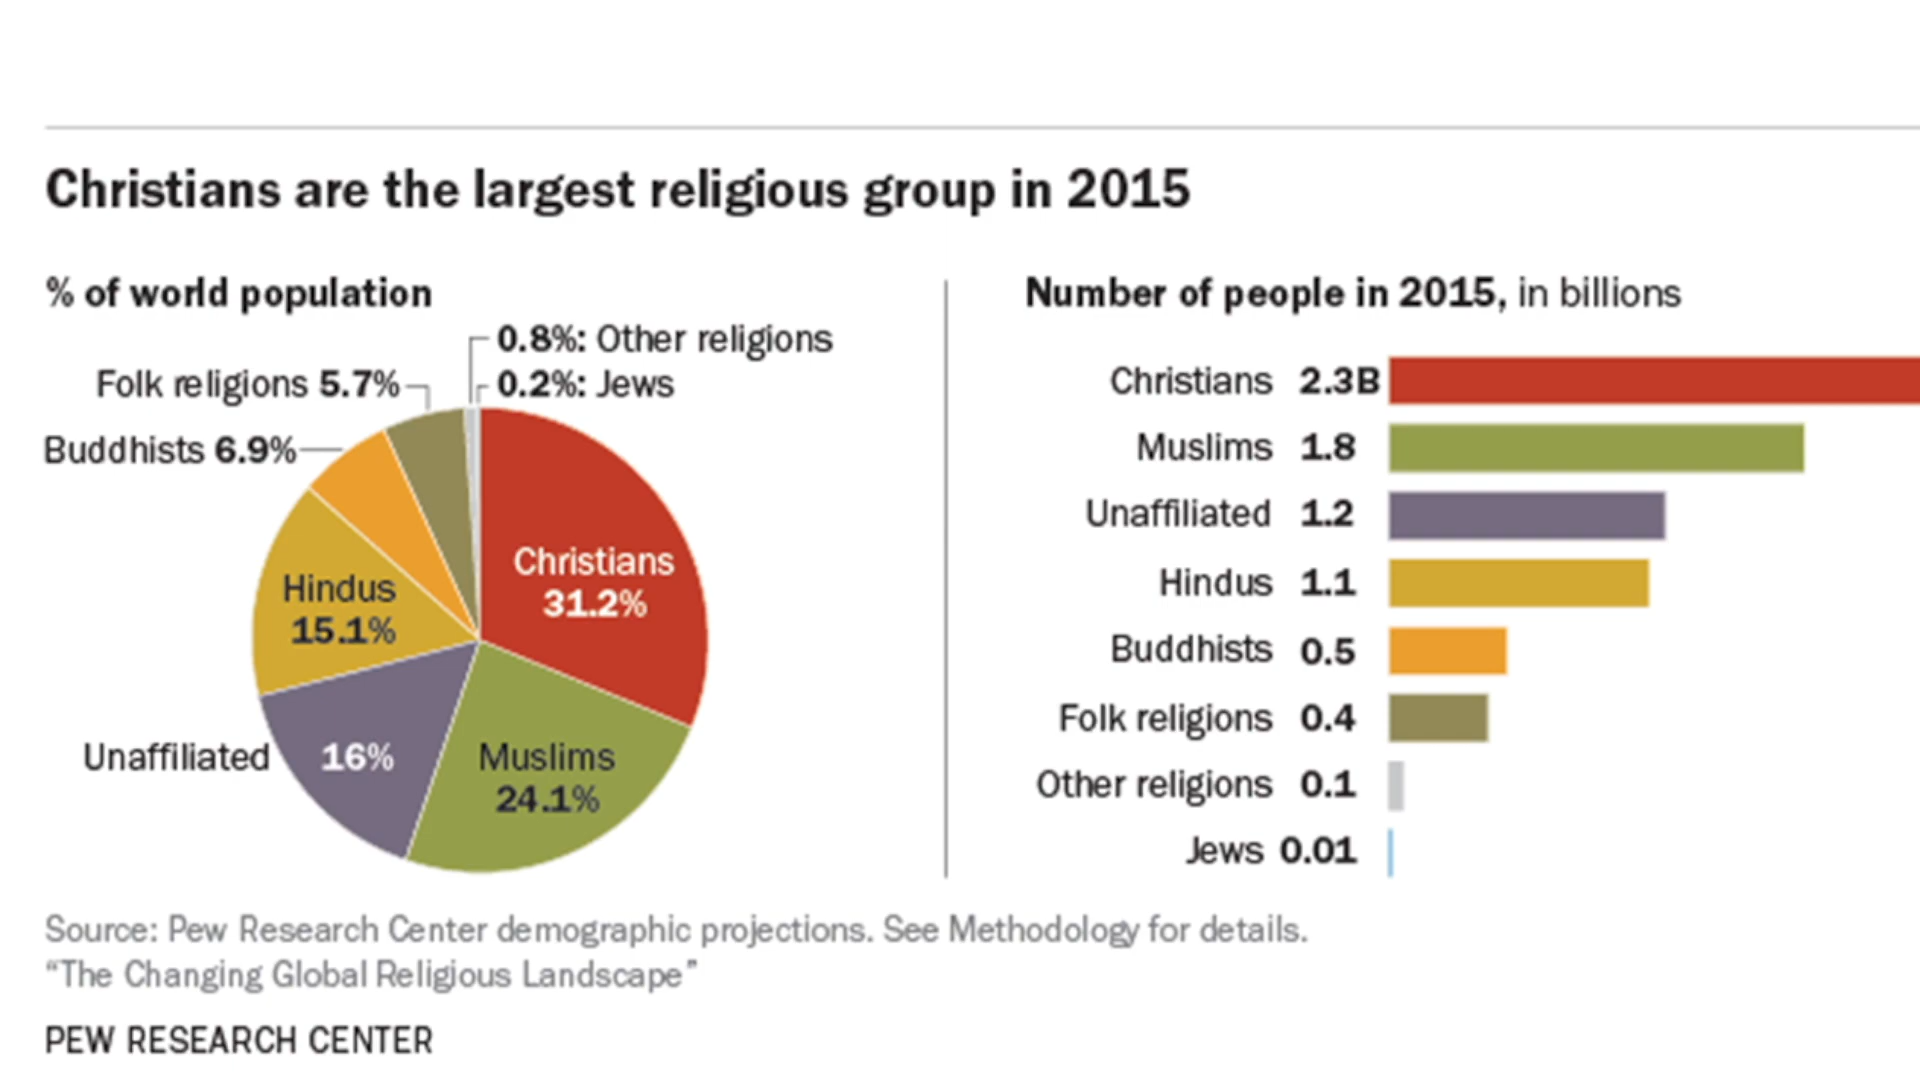 Christians are the largest religious group in 2015
% of world population
0.8%: Other religions
Folk religions 5.7%
0.2%: Jews
Buddhists 6.9%
Christians
31.2%
Hindus
15.1%
Unaffiliated 16%
Muslims
24.1%
Number of people in 2015, in billions
Christians 2.3B
Muslims 1.8
Unaffiliated 1.2
Hindus 1.1
Buddhists 0.5
Folk religions 0.4
Other religions 0.1
Jews 0.01
Source: Pew Research Center demographic projections. See Methodology for details.
“The Changing Global Religious Landscape”
PEW RESEARCH CENTER